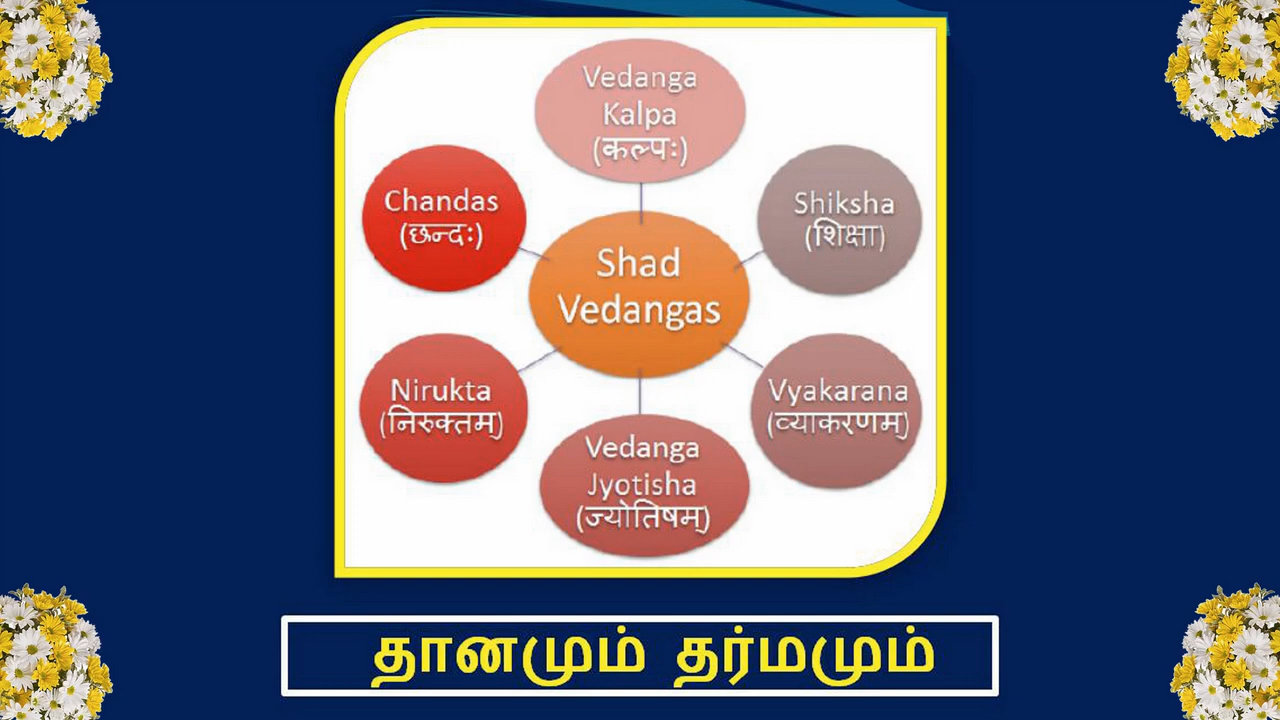 Vedanga
Kalpa
(कल्पः)
Chandas
(छन्दः)
Shiksha
(शिक्षा)
Shad
Vedangas
Nirukta
(निरुक्तम्)
Vyakarana
(व्याकरणम्)
Vedanga
Jyotisha
(ज्योतिषम्)
தானமும் தர்மமும்